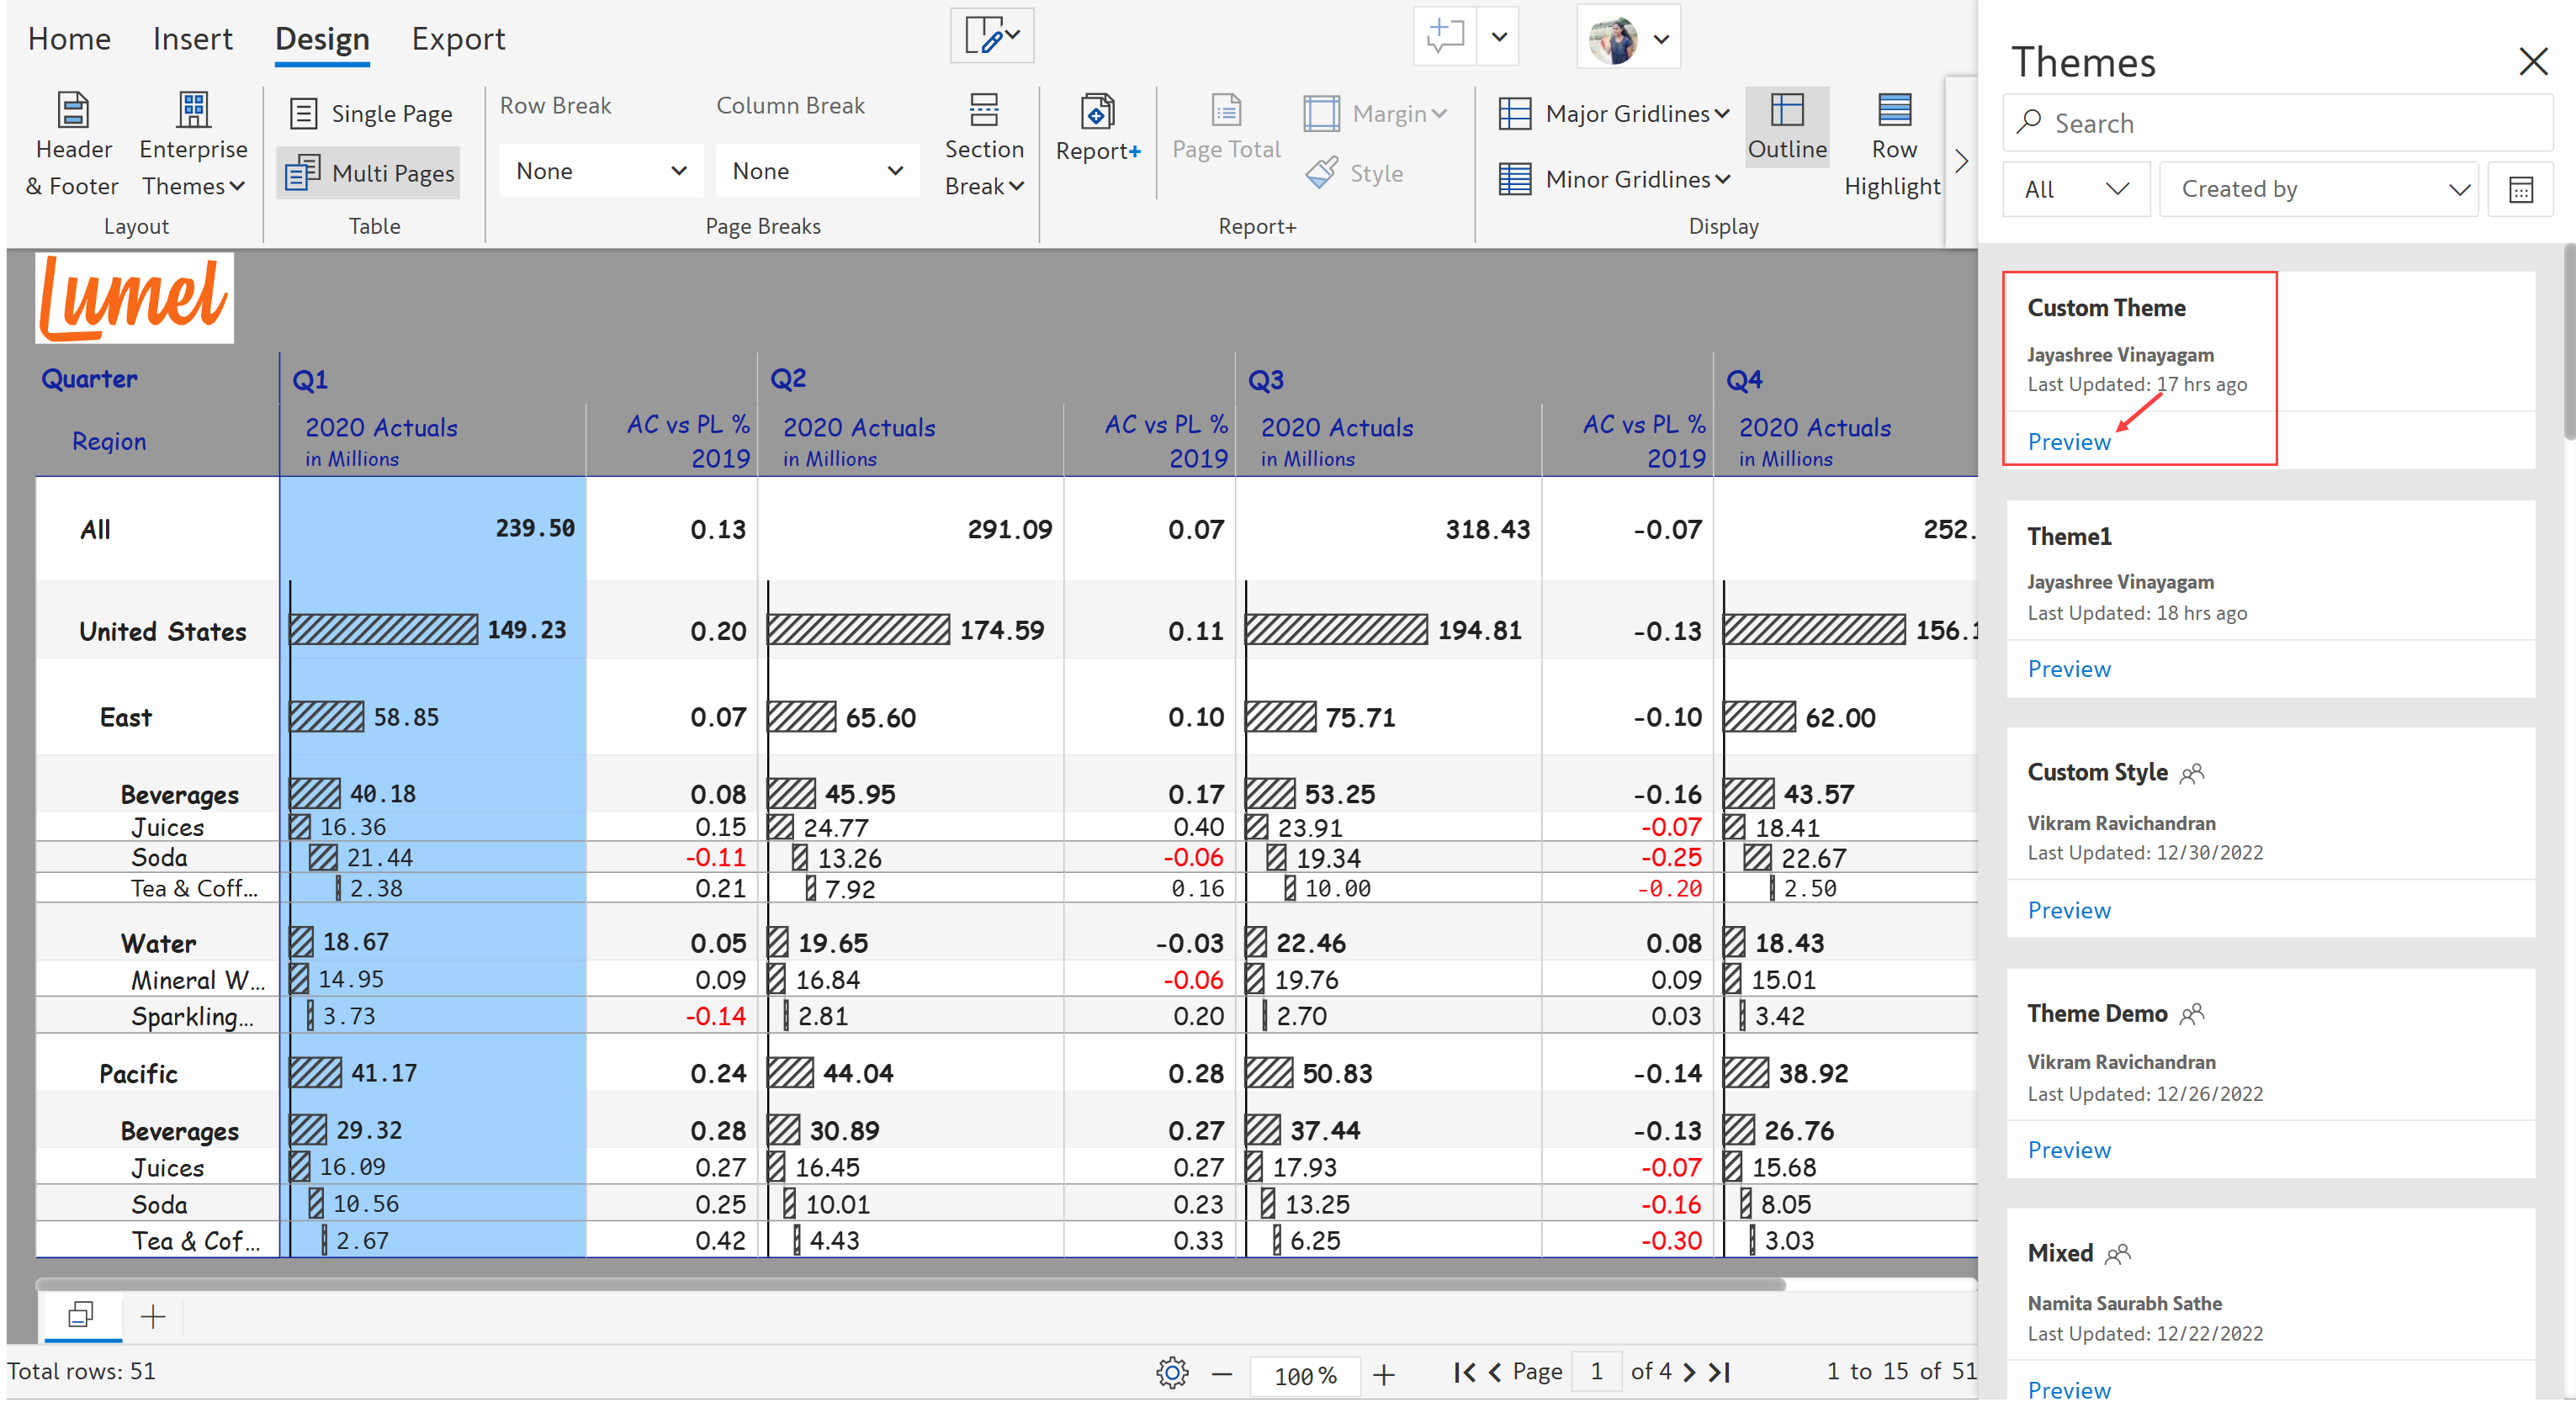 Home Insert Design Export
Header & Footer
Enterprise Themes
Layout
Single Page
Multi Pages
Table
Row Break
None
Column Break
None
Section Break
Page Breaks
Report+
Page Total
Margin
Style
Report+
Major Gridlines
Minor Gridlines
Outline
Row Highlight
Display
Lumel
Quarter Q1 Q2 Q3 Q4
Region 2020 Actuals in Millions AC vs PL % 2019 2020 Actuals in Millions AC vs PL % 2019 2020 Actuals in Millions AC vs PL % 2019 2020 Actuals in Millions
All 239.50 0.13 291.09 0.07 318.43 -0.07 252.
United States 149.23 0.20 174.59 0.11 194.81 -0.13 156.1
East 58.85 0.07 65.60 0.10 75.71 -0.10 62.00
Beverages 40.18 0.08 45.95 0.17 53.25 -0.16 43.57
Juices 16.36 0.15 24.77 0.40 23.91 -0.07 18.41
Soda 21.44 -0.11 13.26 -0.06 19.34 -0.25 22.67
Tea & Coff... 2.38 0.21 7.92 0.16 10.00 -0.20 2.50
Water 18.67 0.05 19.65 -0.03 22.46 0.08 18.43
Mineral W... 14.95 0.09 16.84 -0.06 19.76 0.09 15.01
Sparkling... 3.73 -0.14 2.81 0.20 2.70 0.03 3.42
Pacific 41.17 0.24 44.04 0.28 50.83 -0.14 38.92
Beverages 29.32 0.28 30.89 0.27 37.44 -0.13 26.76
Juices 16.09 0.27 16.45 0.27 17.93 -0.07 15.68
Soda 10.56 0.25 10.01 0.23 13.25 -0.16 8.05
Tea & Cof... 2.67 0.42 4.43 0.33 6.25 -0.30 3.03
Total rows: 51
100 %
Page 1 of 4
1 to 15 of 51
Themes
Search
All
Created by
Custom Theme
Jayashree Vinayagam
Last Updated: 17 hrs ago
Preview
Theme1
Jayashree Vinayagam
Last Updated: 18 hrs ago
Preview
Custom Style
Vikram Ravichandran
Last Updated: 12/30/2022
Preview
Theme Demo
Vikram Ravichandran
Last Updated: 12/26/2022
Preview
Mixed
Namita Saurabh Sathe
Last Updated: 12/22/2022
Preview